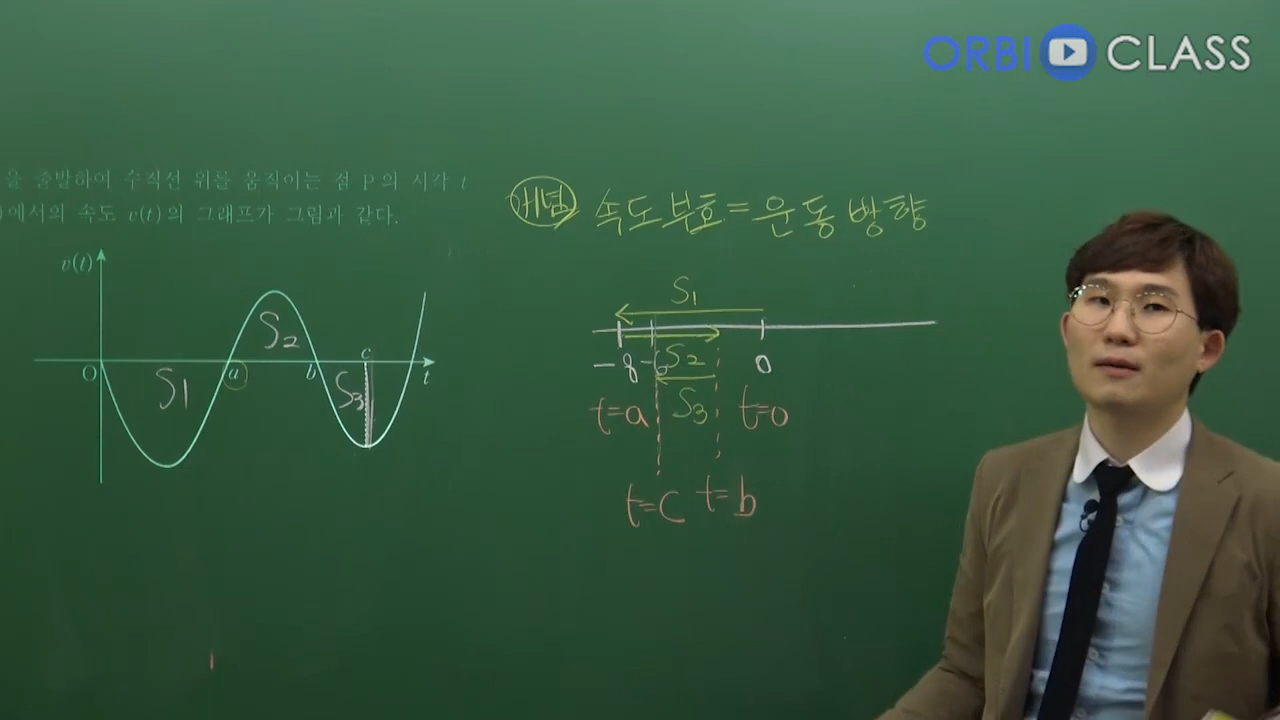 ORBI CLASS
을 출발하여 수직선 위를 움직이는 점 P의 시각 t
)에서의 속도 v(t)의 그래프가 그림과 같다.
개념 속도부호=운동방향
v(t)
S1
S2
S3
O
a
b
c
t
S1
-8 -6 0
S2
S3
t=a
t=0
t=c
t=b